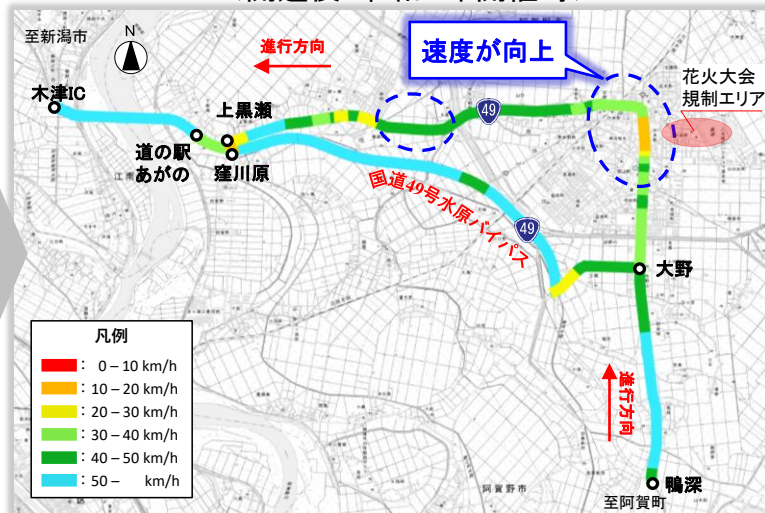 至新潟市
N
進行方向
速度が向上
花火大会
規制エリア
木津IC
上黒瀬
49
道の駅
あがの
窪川原
国道49号水原バイパス
49
大野
凡例
: 0－10 km/h
: 10－20 km/h
: 20－30 km/h
: 30－40 km/h
: 40－50 km/h
: 50－ km/h
進行方向
鴨深
阿賀野市
至阿賀町